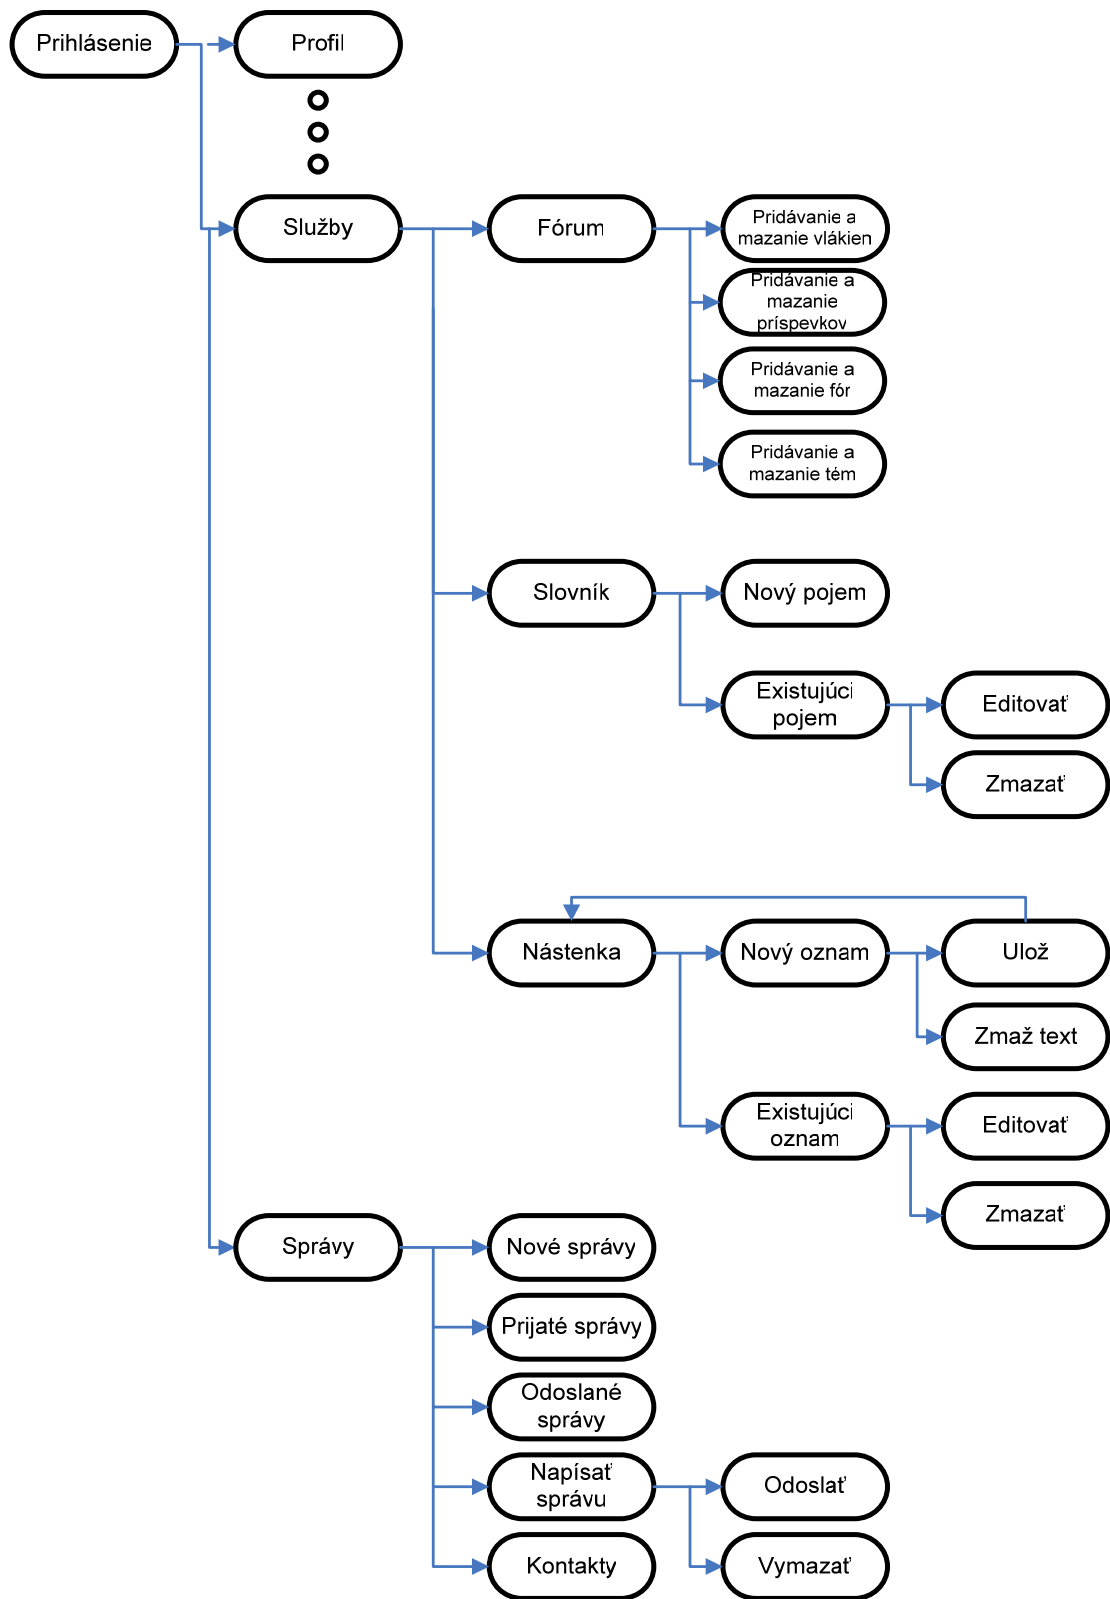 Prihlásenie
Profil
Služby
Fórum
Pridávanie a
mazanie vlákien
Pridávanie a
mazanie
príspevkov
Pridávanie a
mazanie fór
Pridávanie a
mazanie tém
Slovník
Nový pojem
Existujúci
pojem
Editovať
Zmazať
Nástenka
Nový oznam
Ulož
Zmaž text
Existujúci
oznam
Editovať
Zmazať
Správy
Nové správy
Prijaté správy
Odoslané
správy
Napísať
správu
Odoslať
Vymazať
Kontakty